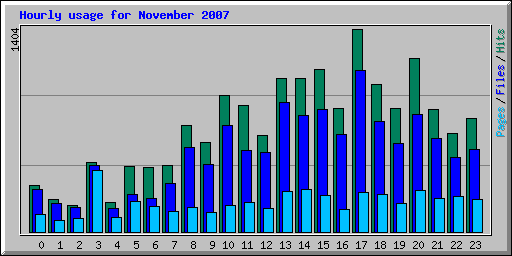 Hourly usage for November 2007
1404
Pages/Files/Hits
0 1 2 3 4 5 6 7 8 9 10 11 12 13 14 15 16 17 18 19 20 21 22 23